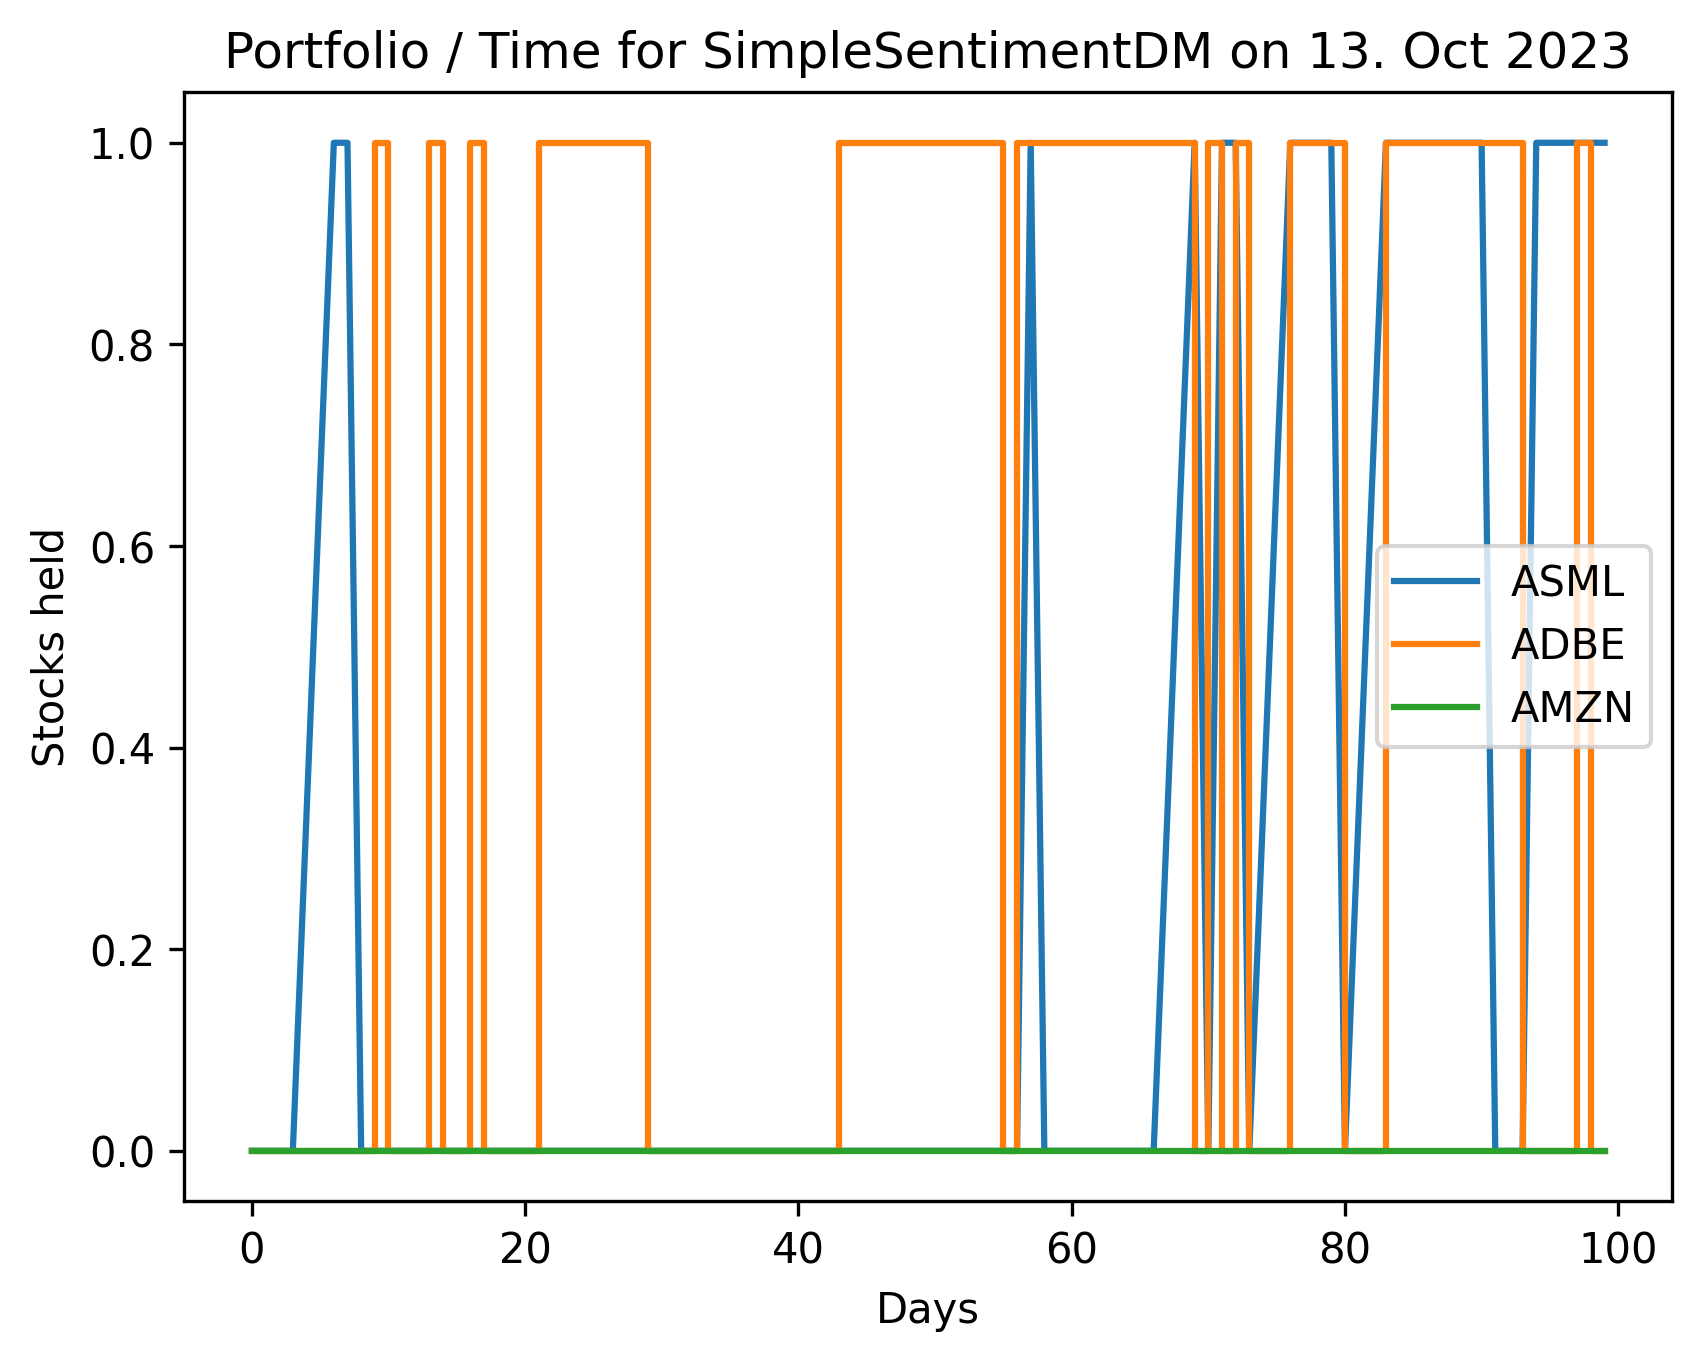 Portfolio / Time for SimpleSentimentDM on 13. Oct 2023
1.0
0.8
0.6
0.4
0.2
0.0
Stocks held
ASML
ADBE
AMZN
0 20 40 60 80 100
Days